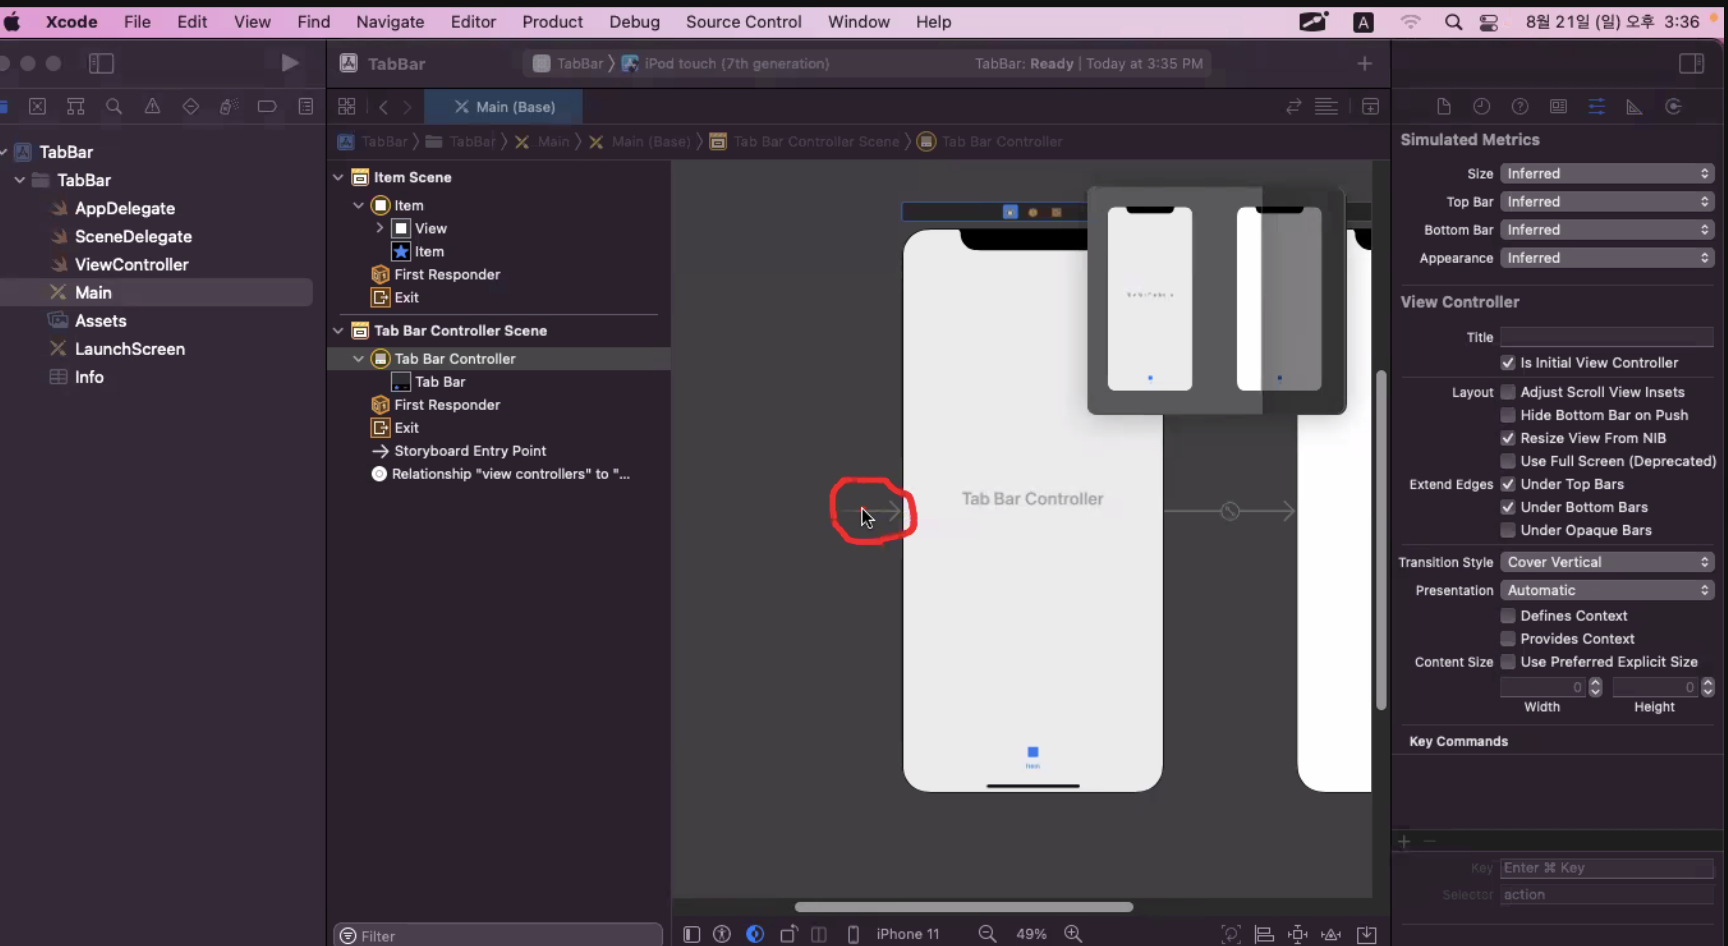 Xcode File Edit View Find Navigate Editor Product Debug Source Control Window Help A 8월 21일 (일) 오후 3:36
TabBar TabBar 〉 iPod touch (7th generation) TabBar: Ready | Today at 3:35 PM
Main (Base)
TabBar 〉 TabBar 〉 Main 〉 Main (Base) 〉 Tab Bar Controller Scene 〉 Tab Bar Controller
TabBar
TabBar
AppDelegate
SceneDelegate
ViewController
Main
Assets
LaunchScreen
Info
Item Scene
Item
View
Item
First Responder
Exit
Tab Bar Controller Scene
Tab Bar Controller
Tab Bar
First Responder
Exit
Storyboard Entry Point
Relationship "view controllers" to "...
Filter
Tab Bar Controller
iPhone 11 49%
Simulated Metrics
Size Inferred
Top Bar Inferred
Bottom Bar Inferred
Appearance Inferred
View Controller
Title
Is Initial View Controller
Layout Adjust Scroll View Insets
Hide Bottom Bar on Push
Resize View From NIB
Use Full Screen (Deprecated)
Extend Edges Under Top Bars
Under Bottom Bars
Under Opaque Bars
Transition Style Cover Vertical
Presentation Automatic
Defines Context
Provides Context
Content Size Use Preferred Explicit Size
0 0
Width Height
Key Commands
Key Enter ⌘ Key
Selector action